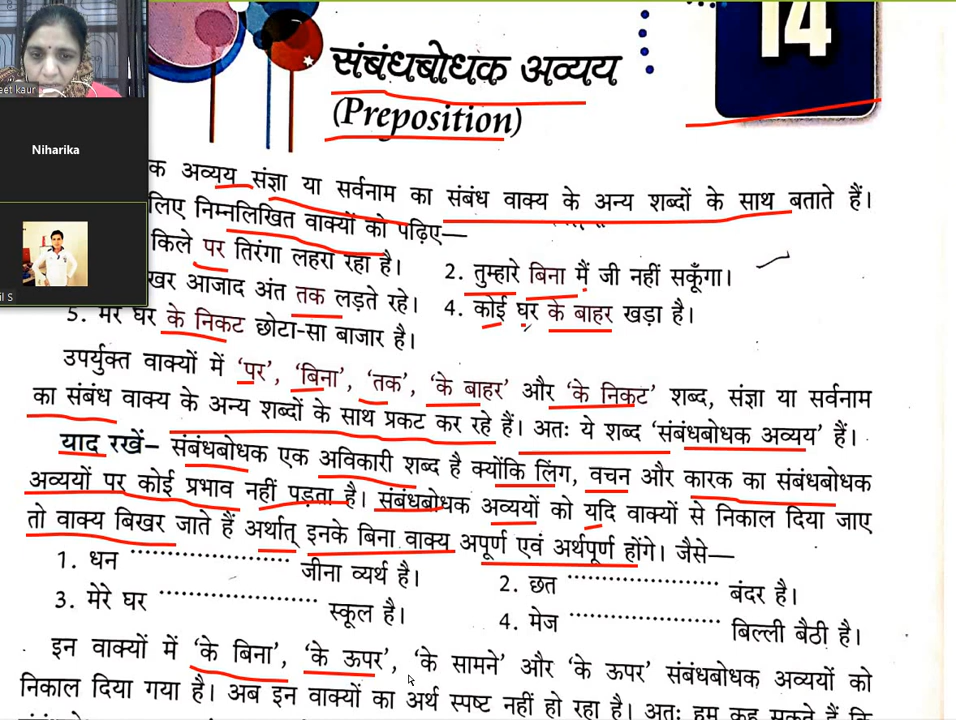 14
संबंधबोधक अव्यय
(Preposition)
eet kaur
Niharika
क अव्यय संज्ञा या सर्वनाम का संबंध वाक्य के अन्य शब्दों के साथ बताते हैं।
लिए निम्नलिखित वाक्यों को पढ़िए—
किले पर तिरंगा लहरा रहा है।
2. तुम्हारे बिना मैं जी नहीं सकूँगा।
खर आजाद अंत तक लड़ते रहे।
4. कोई घर के बाहर खड़ा है।
il S
5. मेरे घर के निकट छोटा-सा बाजार है।
उपर्युक्त वाक्यों में ‘पर’, ‘बिना’, ‘तक’, ‘के बाहर’ और ‘के निकट’ शब्द, संज्ञा या सर्वनाम
का संबंध वाक्य के अन्य शब्दों के साथ प्रकट कर रहे हैं। अतः ये शब्द ‘संबंधबोधक अव्यय’ हैं।
याद रखें– संबंधबोधक एक अविकारी शब्द है क्योंकि लिंग, वचन और कारक का संबंधबोधक
अव्ययों पर कोई प्रभाव नहीं पड़ता है। संबंधबोधक अव्ययों को यदि वाक्यों से निकाल दिया जाए
तो वाक्य बिखर जाते हैं अर्थात् इनके बिना वाक्य अपूर्ण एवं अर्थपूर्ण होंगे। जैसे—
1. धन .................... जीना व्यर्थ है।
2. छत .................... बंदर है।
3. मेरे घर .................... स्कूल है।
4. मेज .................... बिल्ली बैठी है।
इन वाक्यों में ‘के बिना’, ‘के ऊपर’, ‘के सामने’ और ‘के ऊपर’ संबंधबोधक अव्ययों को
निकाल दिया गया है। अब इन वाक्यों का अर्थ स्पष्ट नहीं हो रहा है। अतः हम कह सकते हैं कि